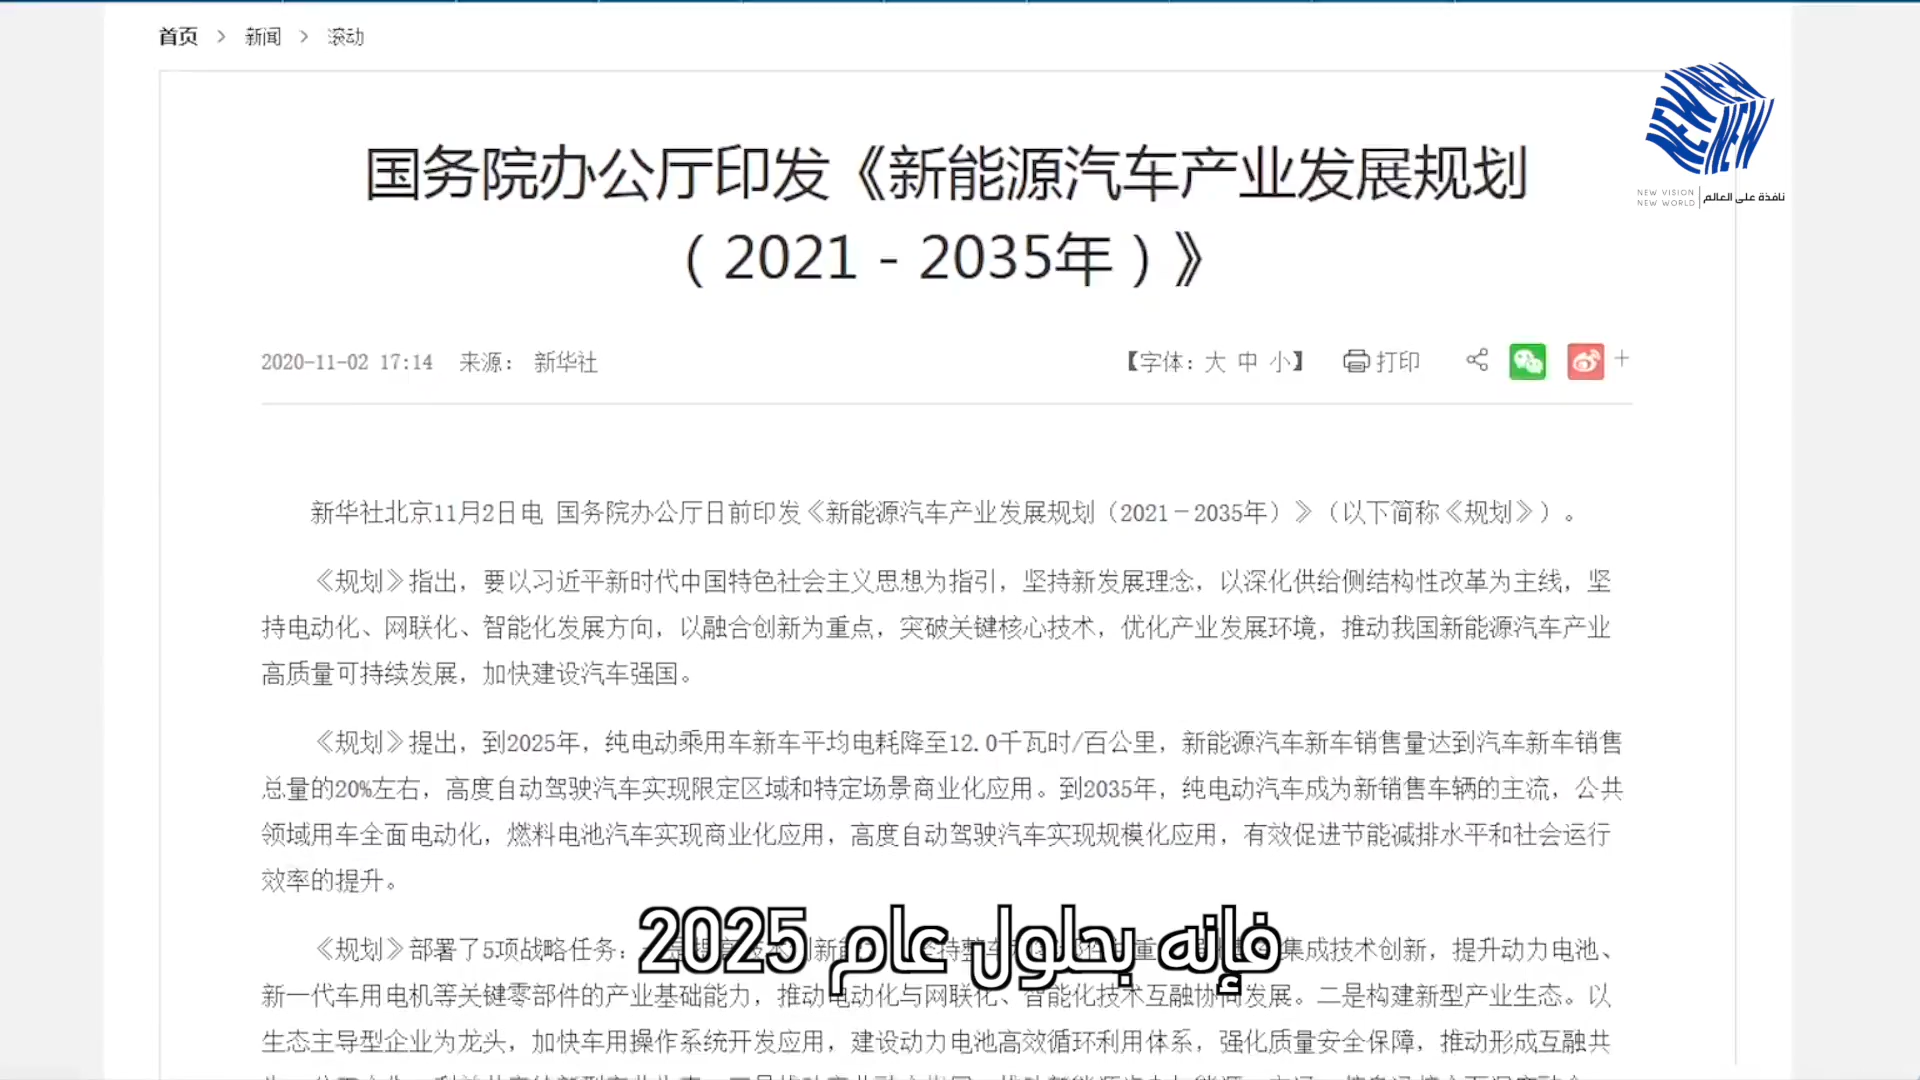 首页 > 新闻 > 滚动
NEW VISION
NEW WORLD
نافذة على العالم
国务院办公厅印发《新能源汽车产业发展规划
（2021－2035年）》
2020-11-02 17:14 来源： 新华社
【字体：大 中 小】 打印
新华社北京11月2日电 国务院办公厅日前印发《新能源汽车产业发展规划（2021－2035年）》（以下简称《规划》）。
《规划》指出，要以习近平新时代中国特色社会主义思想为指引，坚持新发展理念，以深化供给侧结构性改革为主线，坚
持电动化、网联化、智能化发展方向，以融合创新为重点，突破关键核心技术，优化产业发展环境，推动我国新能源汽车产业
高质量可持续发展，加快建设汽车强国。
《规划》提出，到2025年，纯电动乘用车新车平均电耗降至12.0千瓦时/百公里，新能源汽车新车销售量达到汽车新车销售
总量的20%左右，高度自动驾驶汽车实现限定区域和特定场景商业化应用。到2035年，纯电动汽车成为新销售车辆的主流，公共
领域用车全面电动化，燃料电池汽车实现商业化应用，高度自动驾驶汽车实现规模化应用，有效促进节能减排水平和社会运行
效率的提升。
《规划》部署了5项战略任务：集成技术创新，提升动力电池、
فإنه بحلول عام 2025
新一代车用电机等关键零部件的产业基础能力，推动电动化与网联化、智能化技术互融协同发展。二是构建新型产业生态。以
生态主导型企业为龙头，加快车用操作系统开发应用，建设动力电池高效循环利用体系，强化质量安全保障，推动形成互融共